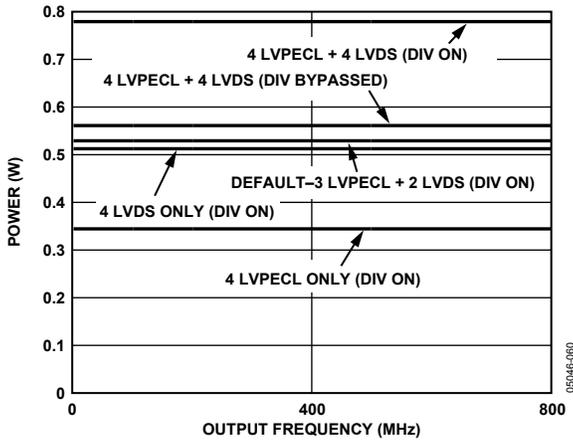 0.8
0.7
0.6
0.5
0.4
0.3
0.2
0.1
0
POWER (W)
4 LVPECL + 4 LVDS (DIV ON)
4 LVPECL + 4 LVDS (DIV BYPASSED)
DEFAULT–3 LVPECL + 2 LVDS (DIV ON)
4 LVDS ONLY (DIV ON)
4 LVPECL ONLY (DIV ON)
0
400
800
OUTPUT FREQUENCY (MHz)
05046-060